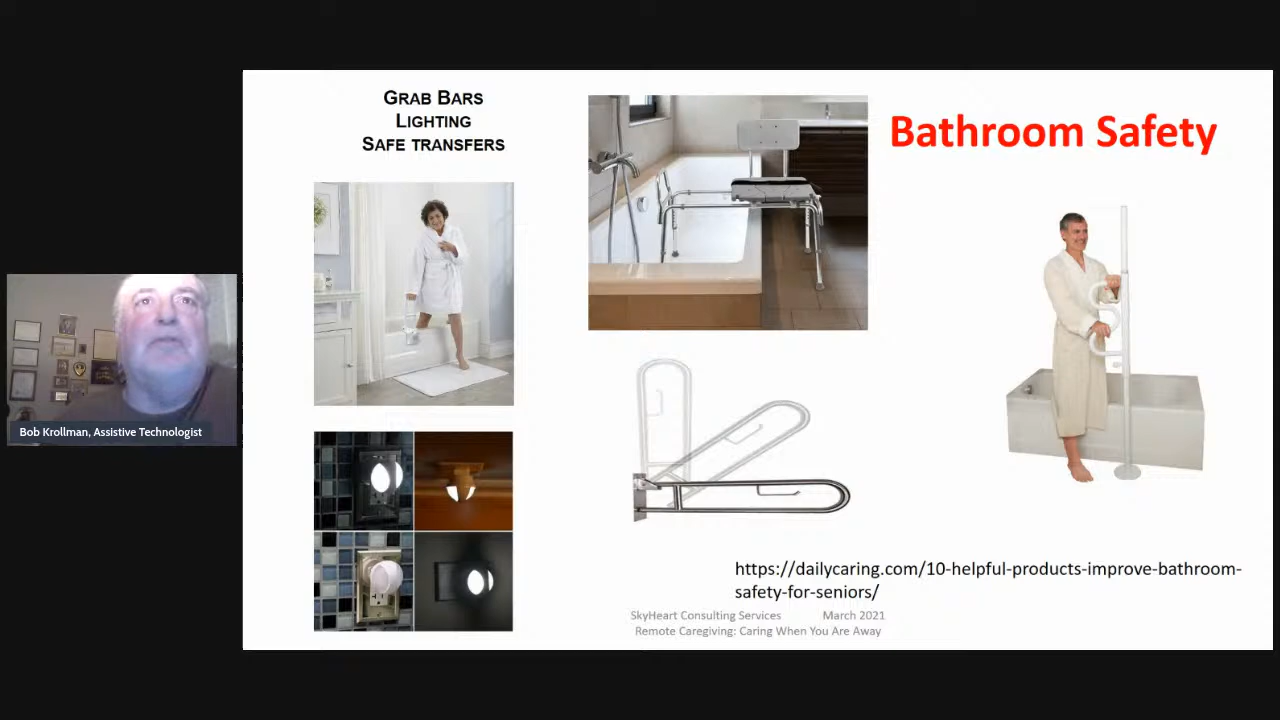 GRAB BARS
LIGHTING
SAFE TRANSFERS
Bathroom Safety
Bob Krollman, Assistive Technologist
https://dailycaring.com/10-helpful-products-improve-bathroom-
safety-for-seniors/
SkyHeart Consulting Services March 2021
Remote Caregiving: Caring When You Are Away